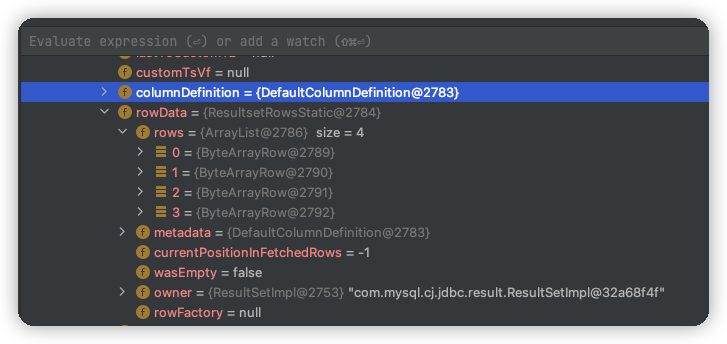 Evaluate expression (⏎) or add a watch (⇧⌘⏎)
customTsVf = null
columnDefinition = {DefaultColumnDefinition@2783}
rowData = {ResultsetRowsStatic@2784}
rows = {ArrayList@2786} size = 4
0 = {ByteArrayRow@2789}
1 = {ByteArrayRow@2790}
2 = {ByteArrayRow@2791}
3 = {ByteArrayRow@2792}
metadata = {DefaultColumnDefinition@2783}
currentPositionInFetchedRows = -1
wasEmpty = false
owner = {ResultSetImpl@2753} "com.mysql.cj.jdbc.result.ResultSetImpl@32a68f4f"
rowFactory = null